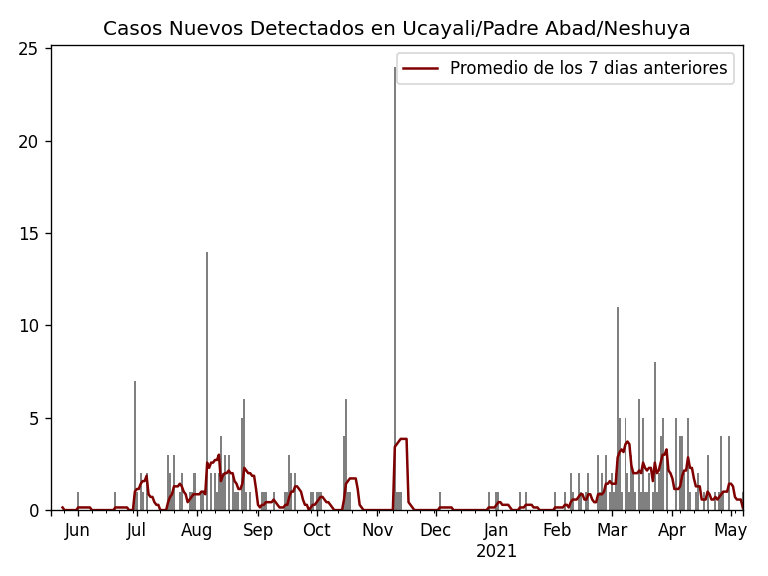 Casos Nuevos Detectados en Ucayali/Padre Abad/Neshuya
Promedio de los 7 dias anteriores
25
20
15
10
5
0
Jun Jul Aug Sep Oct Nov Dec Jan Feb Mar Apr May
2021